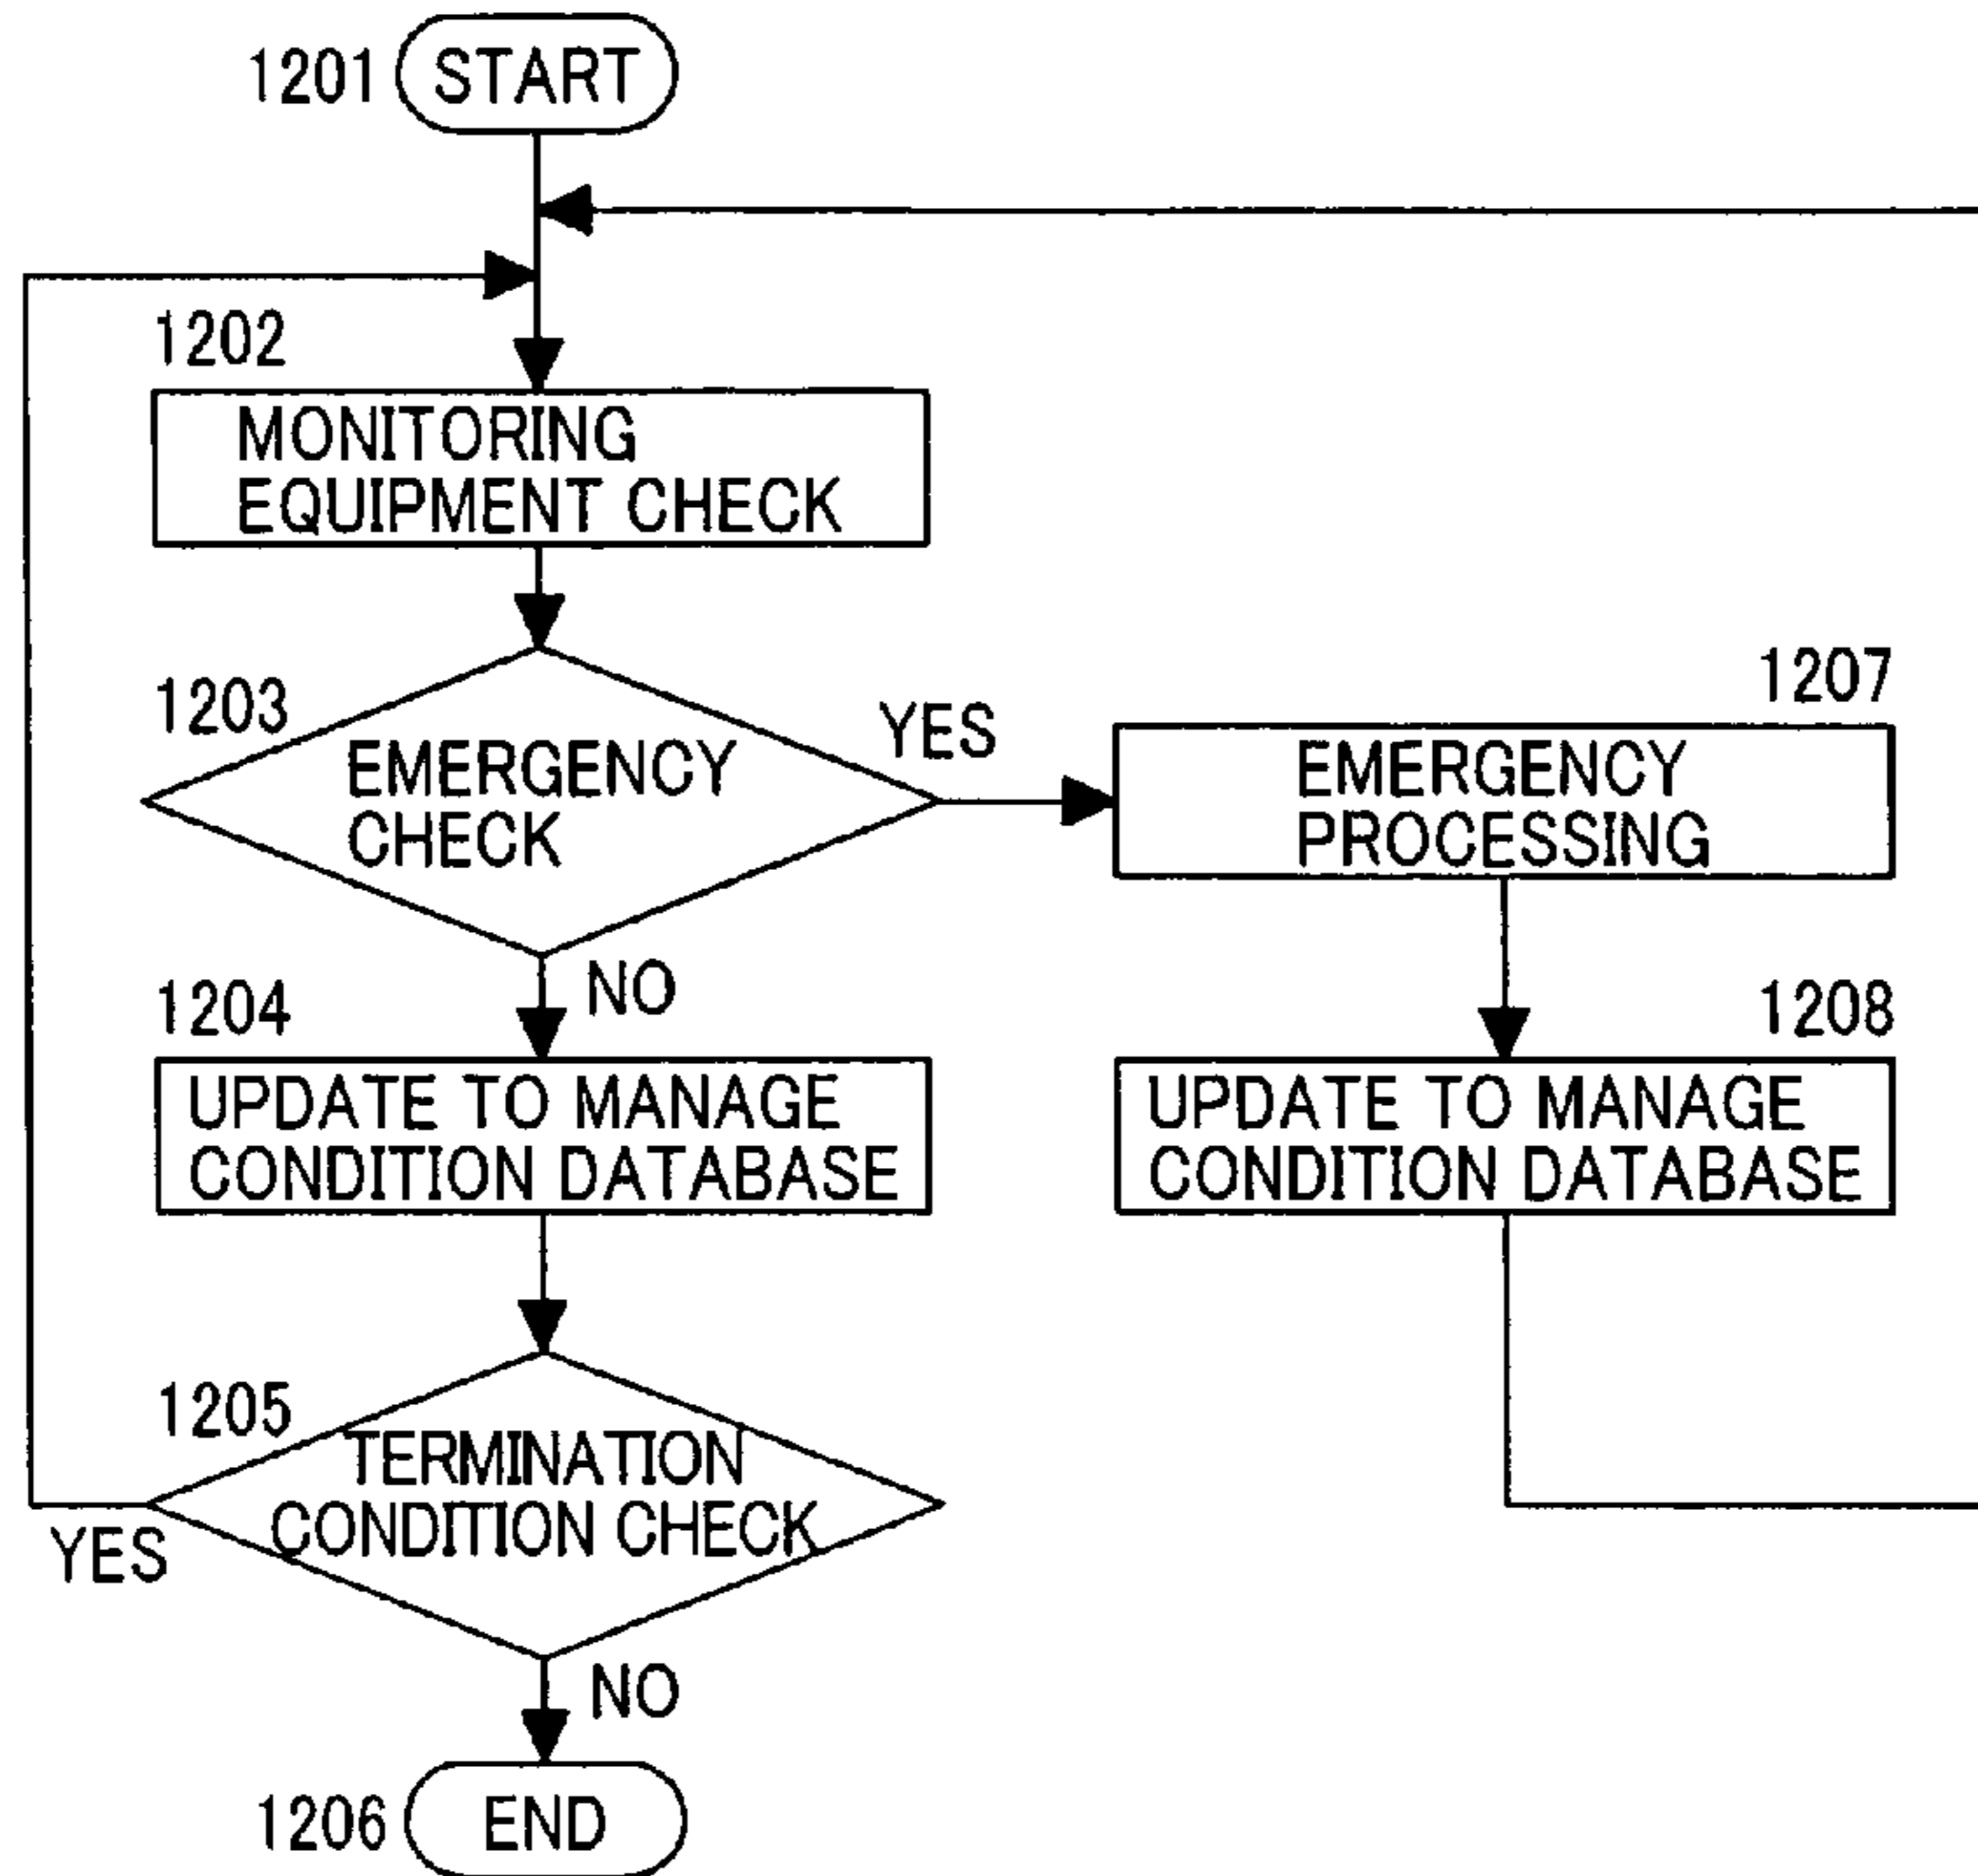 1201
START
1202
MONITORING
EQUIPMENT CHECK
1203
EMERGENCY
CHECK
YES
NO
1207
EMERGENCY
PROCESSING
1204
UPDATE TO MANAGE
CONDITION DATABASE
1208
UPDATE TO MANAGE
CONDITION DATABASE
1205
TERMINATION
CONDITION CHECK
YES
NO
1206
END